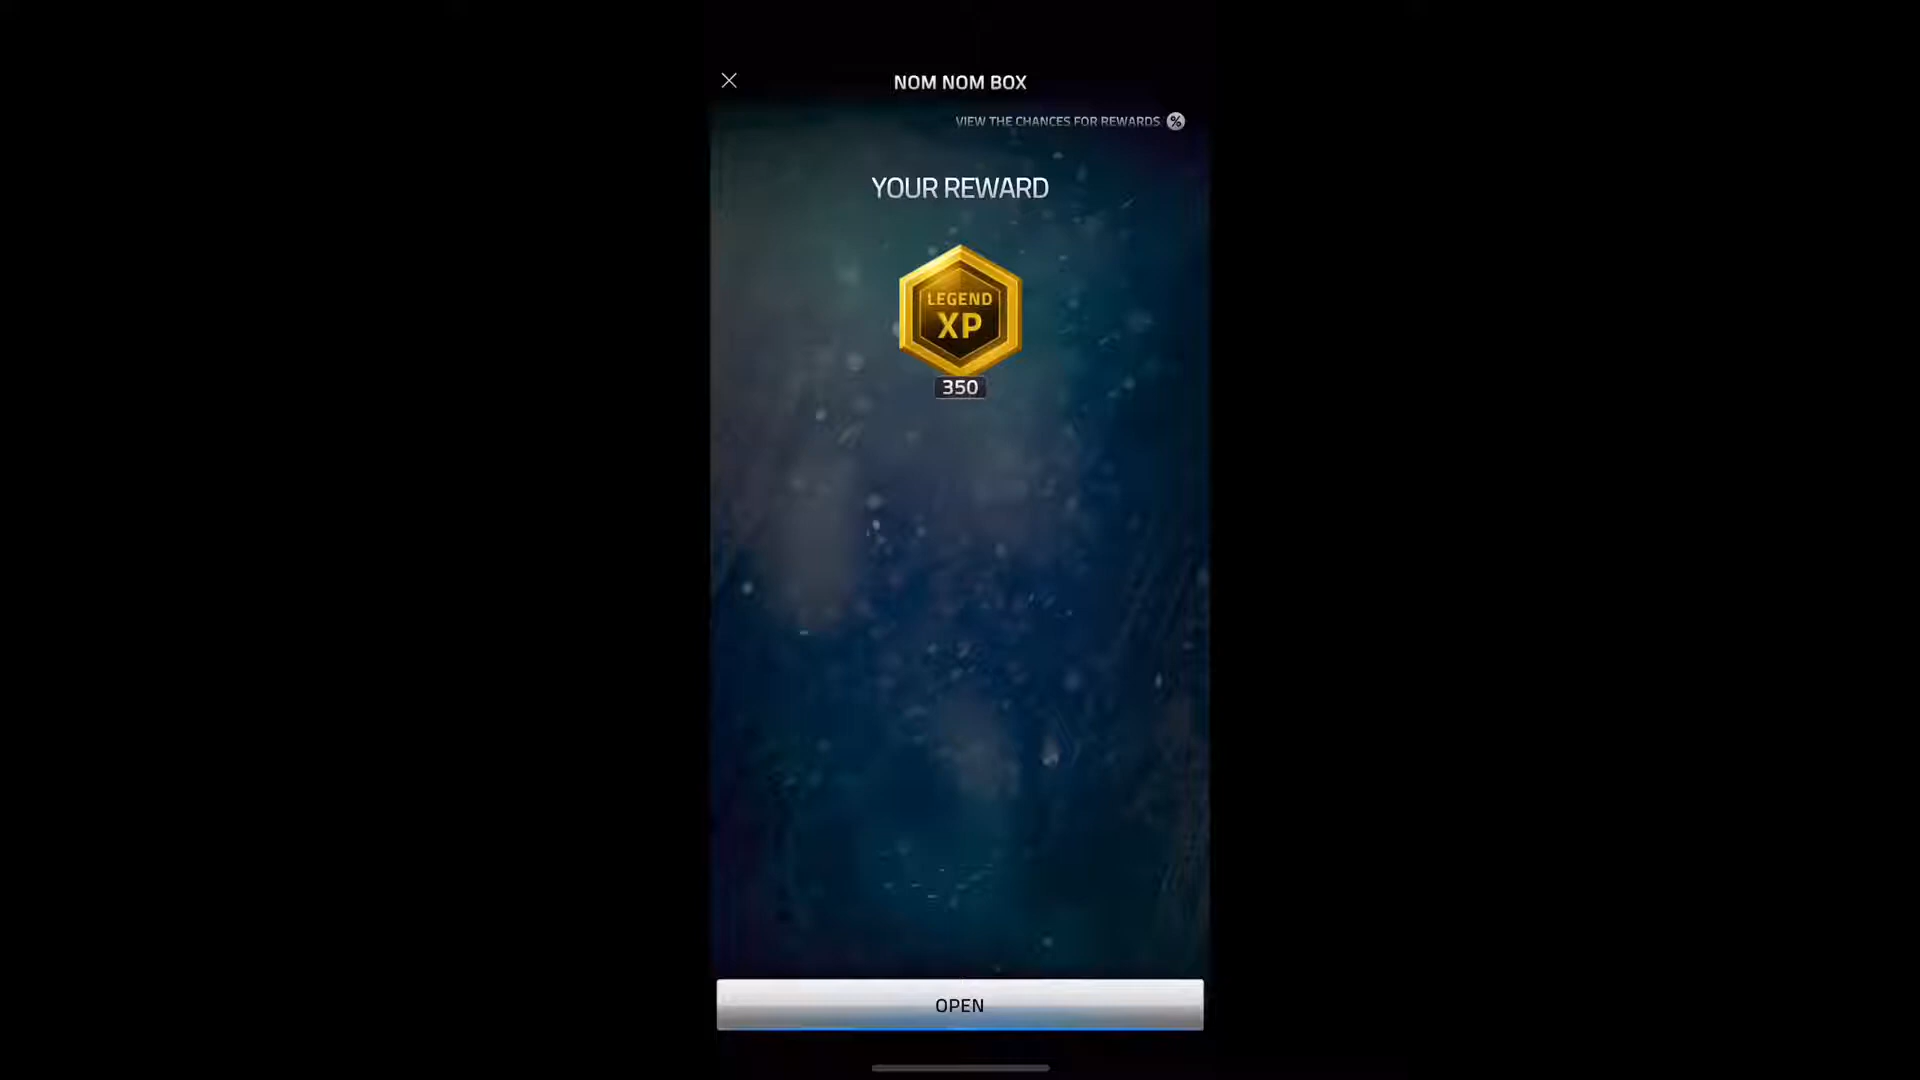 NOM NOM BOX
VIEW THE CHANCES FOR REWARDS %
YOUR REWARD
LEGEND
XP
350
OPEN